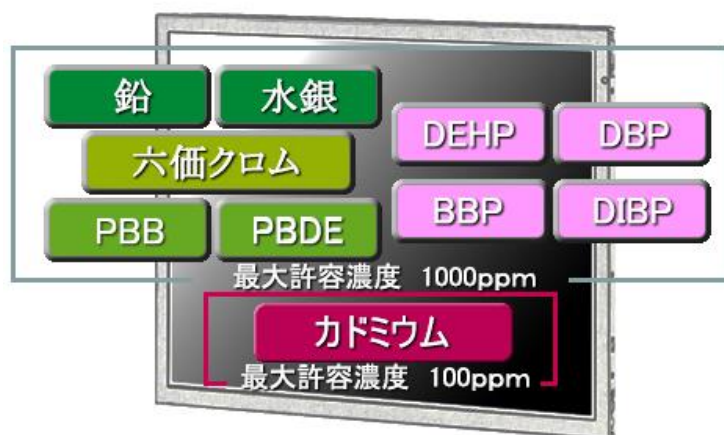 鉛 水銀
DEHP DBP
六価クロム
PBB PBDE BBP DIBP
最大許容濃度 1000ppm
カドミウム
最大許容濃度 100ppm